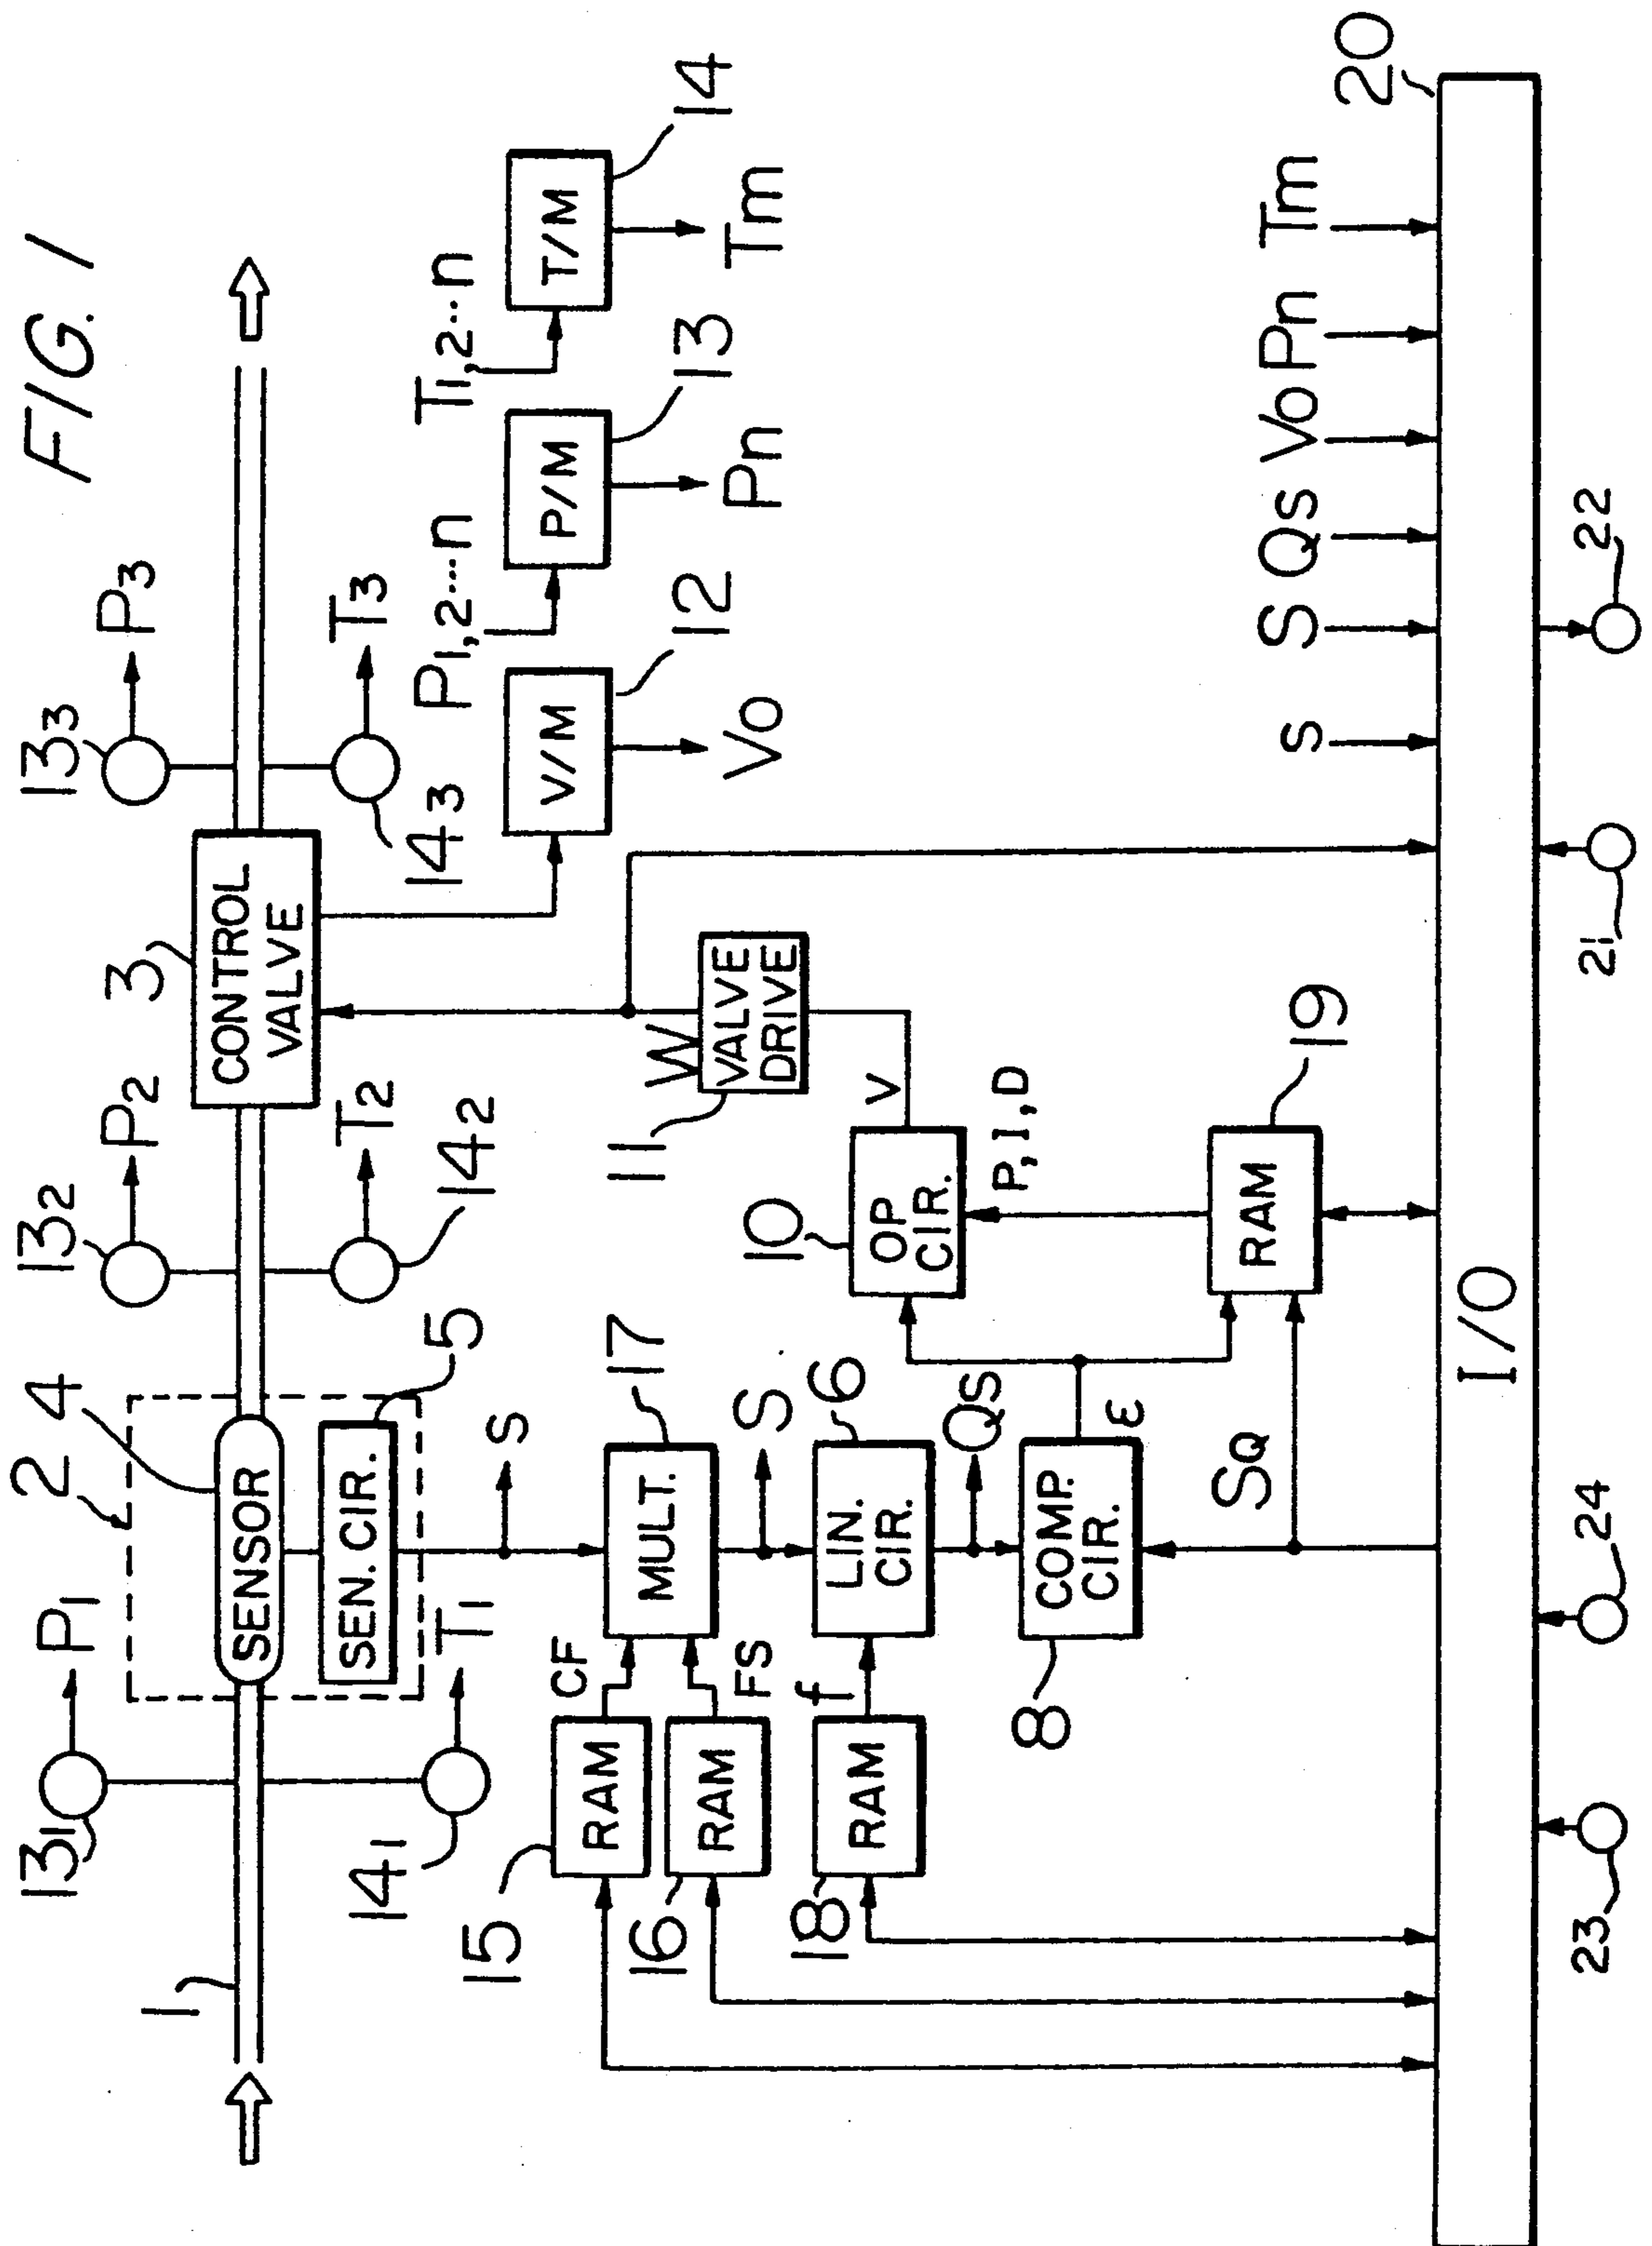 FIG. 1
13₁
P₁
2
4
13₂
P₂
3
13₃
P₃
1
SENSOR
CONTROL
VALVE
SEN. CIR.
5
14₁
T₁
14₂
T₂
14₃
T₃
s
15
RAM
CF
MULT.
17
11
W
VALVE
DRIVE
V/M
12
Vo
P1,2····n
P/M
13
Pn
T1,2···n
T/M
14
Tm
16
RAM
FS
S
18
RAM
f
LIN.
CIR.
6
Qs
10
OP
CIR.
v
P, I, D
8
COMP.
CIR.
ε
SQ
RAM
19
s
S
Qs
Vo
Pn
Tm
20
I/O
23
24
21
22